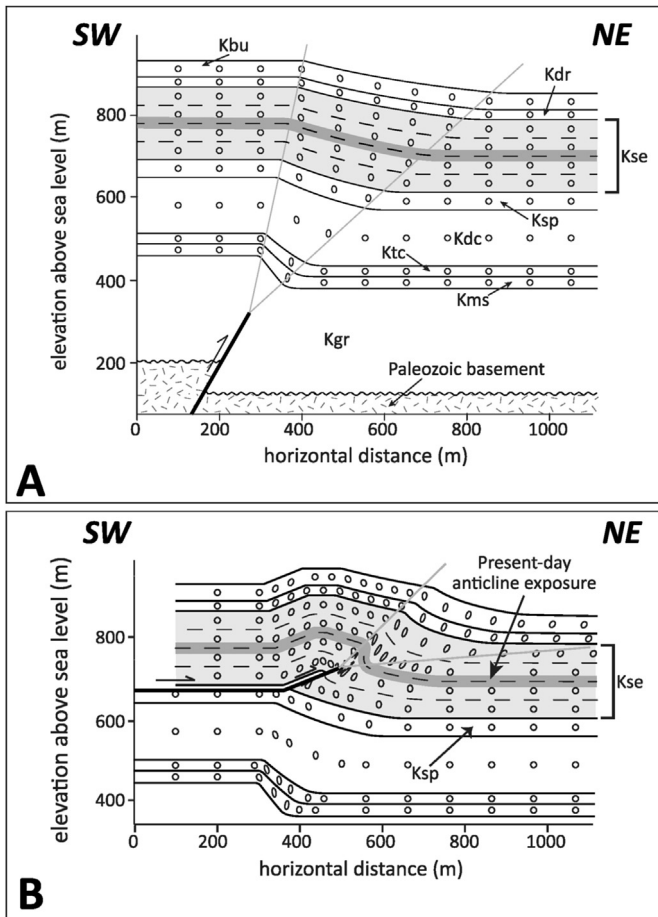 SW
NE
Kbu
Kdr
800
Kse
600
Ksp
Kdc
Ktc
400
Kms
Kgr
200
Paleozoic basement
elevation above sea level (m)
0 200 400 600 800 1000
horizontal distance (m)
A
SW
NE
Present-day
anticline exposure
800
Kse
600
Ksp
400
elevation above sea level (m)
0 200 400 600 800 1000
horizontal distance (m)
B